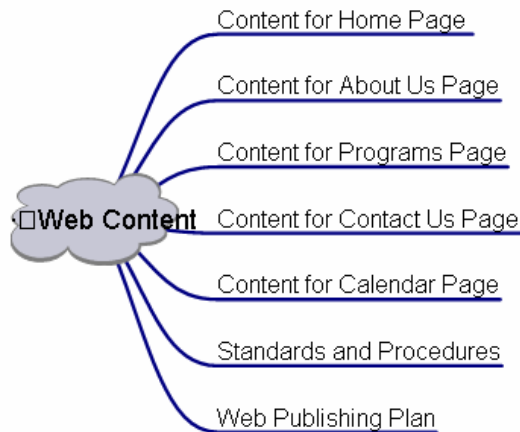 Content for Home Page
Content for About Us Page
Content for Programs Page
Web Content
Content for Contact Us Page
Content for Calendar Page
Standards and Procedures
Web Publishing Plan